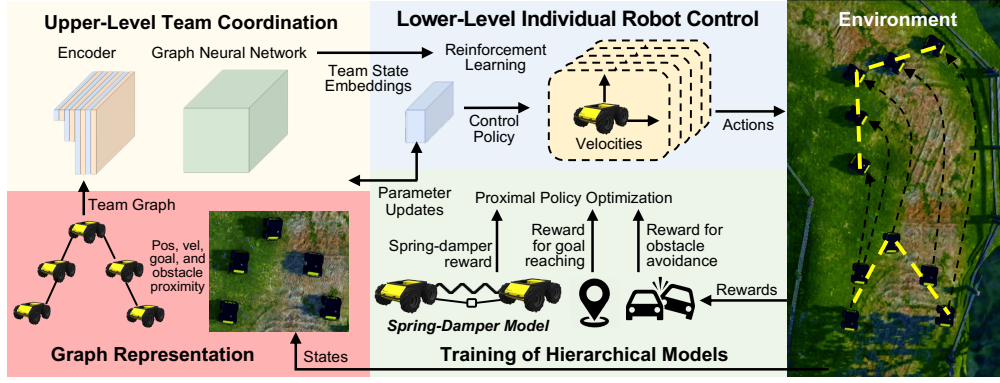 Upper-Level Team Coordination
Encoder
Graph Neural Network
Team State
Embeddings
Lower-Level Individual Robot Control
Reinforcement
Learning
Control
Policy
Velocities
Actions
Environment
Team Graph
Pos, vel,
goal, and
obstacle
proximity
Graph Representation
States
Parameter
Updates
Proximal Policy Optimization
Spring-damper
reward
Reward
for goal
reaching
Reward for
obstacle
avoidance
Spring-Damper Model
Rewards
Training of Hierarchical Models